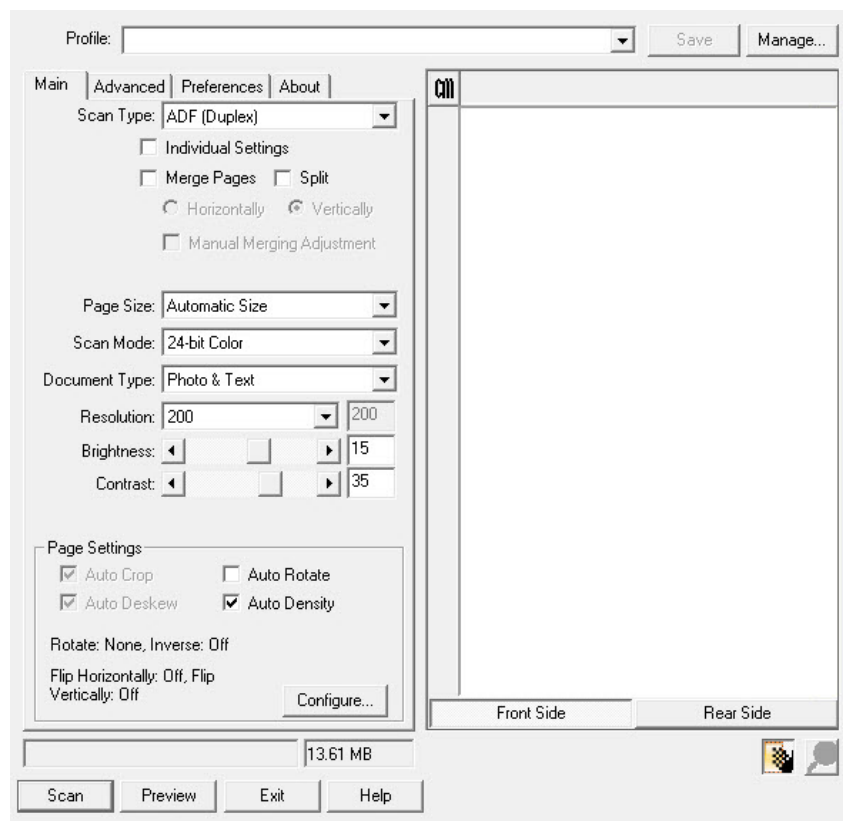 Profile: Save Manage...
Main Advanced Preferences About
Scan Type: ADF (Duplex)
Individual Settings
Merge Pages Split
Horizontally Vertically
Manual Merging Adjustment
Page Size: Automatic Size
Scan Mode: 24-bit Color
Document Type: Photo & Text
Resolution: 200 200
Brightness: 15
Contrast: 35
Page Settings
Auto Crop Auto Rotate
Auto Deskew Auto Density
Rotate: None, Inverse: Off
Flip Horizontally: Off, Flip
Vertically: Off
Configure...
Front Side Rear Side
13.61 MB
Scan Preview Exit Help